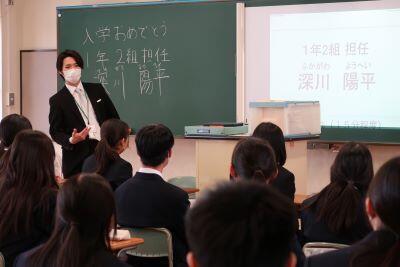 入学おめでとう
1年2組担任
深川 陽平
1年2組 担任
ふかがわ ようへい
深川 陽平